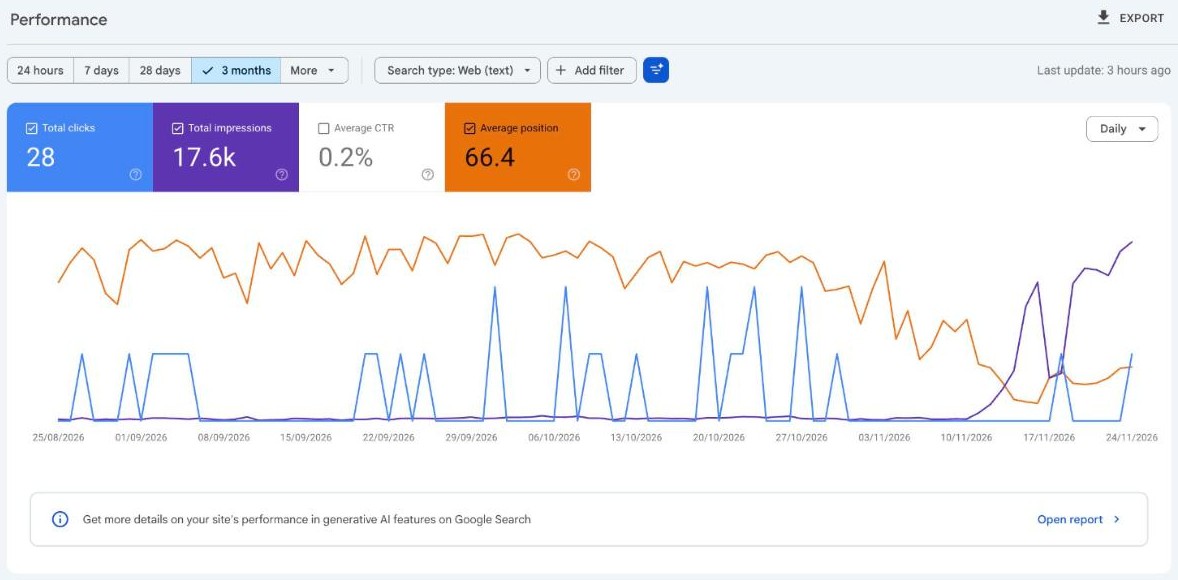 Performance
EXPORT
24 hours 7 days 28 days 3 months More Search type: Web (text) Add filter Last update: 3 hours ago
Total clicks Total impressions Average CTR Average position Daily
28 17.6k 0.2% 66.4
25/08/2026 01/09/2026 08/09/2026 15/09/2026 22/09/2026 29/09/2026 06/10/2026 13/10/2026 20/10/2026 27/10/2026 03/11/2026 10/11/2026 17/11/2026 24/11/2026
Get more details on your site's performance in generative AI features on Google Search Open report